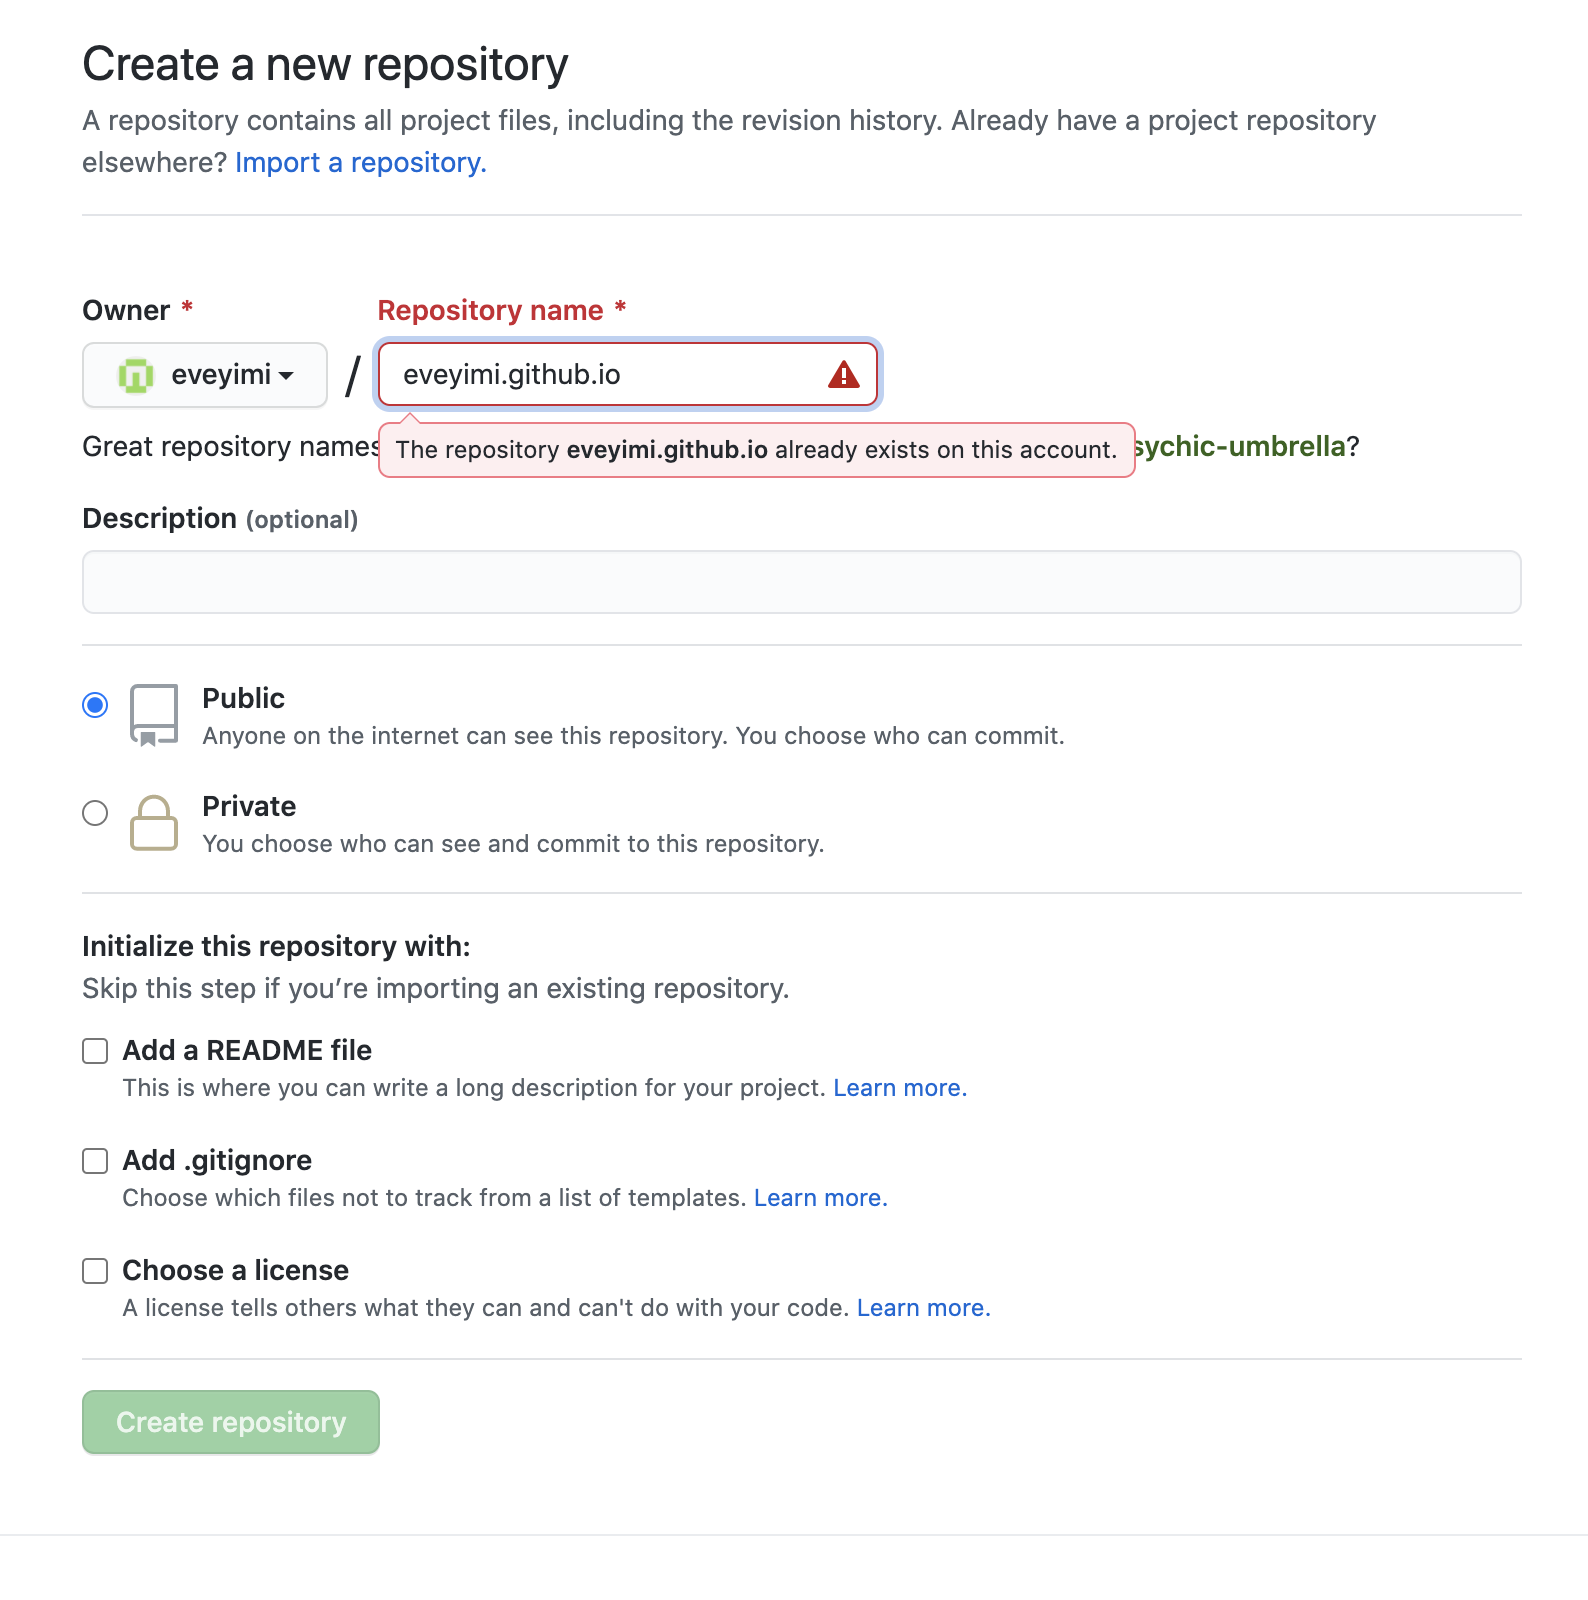 Create a new repository
A repository contains all project files, including the revision history. Already have a project repository
elsewhere? Import a repository.
Owner * Repository name *
eveyimi / eveyimi.github.io
Great repository names sychic-umbrella?
The repository eveyimi.github.io already exists on this account.
Description (optional)
Public
Anyone on the internet can see this repository. You choose who can commit.
Private
You choose who can see and commit to this repository.
Initialize this repository with:
Skip this step if you’re importing an existing repository.
Add a README file
This is where you can write a long description for your project. Learn more.
Add .gitignore
Choose which files not to track from a list of templates. Learn more.
Choose a license
A license tells others what they can and can't do with your code. Learn more.
Create repository